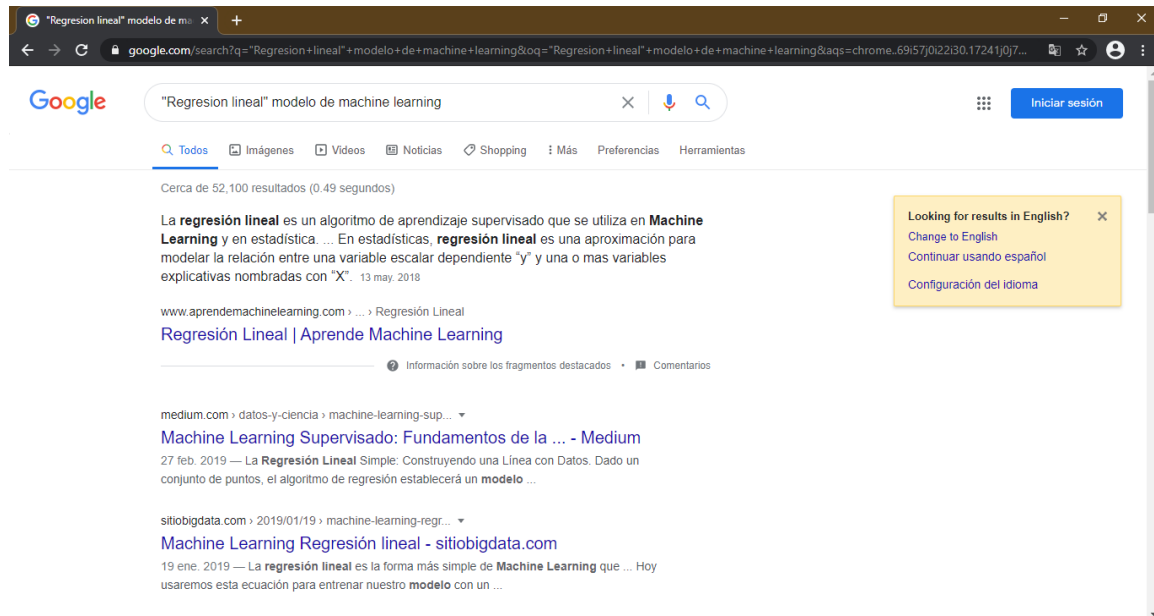 "Regresion lineal" modelo de ma
google.com/search?q="Regresion+lineal"+modelo+de+machine+learning&oq="Regresion+lineal"+modelo+de+machine+learning&aqs=chrome..69i57j0i22i30.17241j0j7...
Google
"Regresion lineal" modelo de machine learning
Iniciar sesión
Todos Imágenes Videos Noticias Shopping Más Preferencias Herramientas
Cerca de 52,100 resultados (0.49 segundos)
La regresión lineal es un algoritmo de aprendizaje supervisado que se utiliza en Machine
Learning y en estadística. ... En estadísticas, regresión lineal es una aproximación para
modelar la relación entre una variable escalar dependiente “y” y una o mas variables
explicativas nombradas con “X”. 13 may. 2018
www.aprendemachinelearning.com › ... › Regresión Lineal
Regresión Lineal | Aprende Machine Learning
Información sobre los fragmentos destacados • Comentarios
medium.com › datos-y-ciencia › machine-learning-sup...
Machine Learning Supervisado: Fundamentos de la ... - Medium
27 feb. 2019 — La Regresión Lineal Simple: Construyendo una Línea con Datos. Dado un
conjunto de puntos, el algoritmo de regresión establecerá un modelo ...
sitiobigdata.com › 2019/01/19 › machine-learning-regr...
Machine Learning Regresión lineal - sitiobigdata.com
19 ene. 2019 — La regresión lineal es la forma más simple de Machine Learning que ... Hoy
usaremos esta ecuación para entrenar nuestro modelo con un ...
Looking for results in English?
Change to English
Continuar usando español
Configuración del idioma